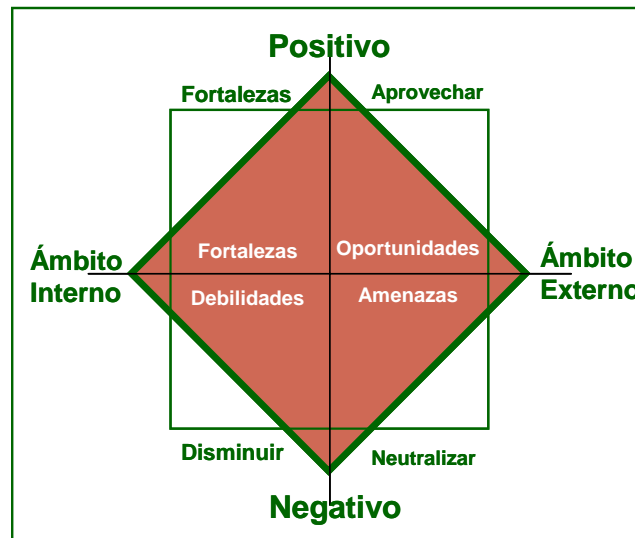 Positivo
Fortalezas
Aprovechar
Fortalezas
Oportunidades
Ámbito
Interno
Ámbito
Externo
Debilidades
Amenazas
Disminuir
Neutralizar
Negativo